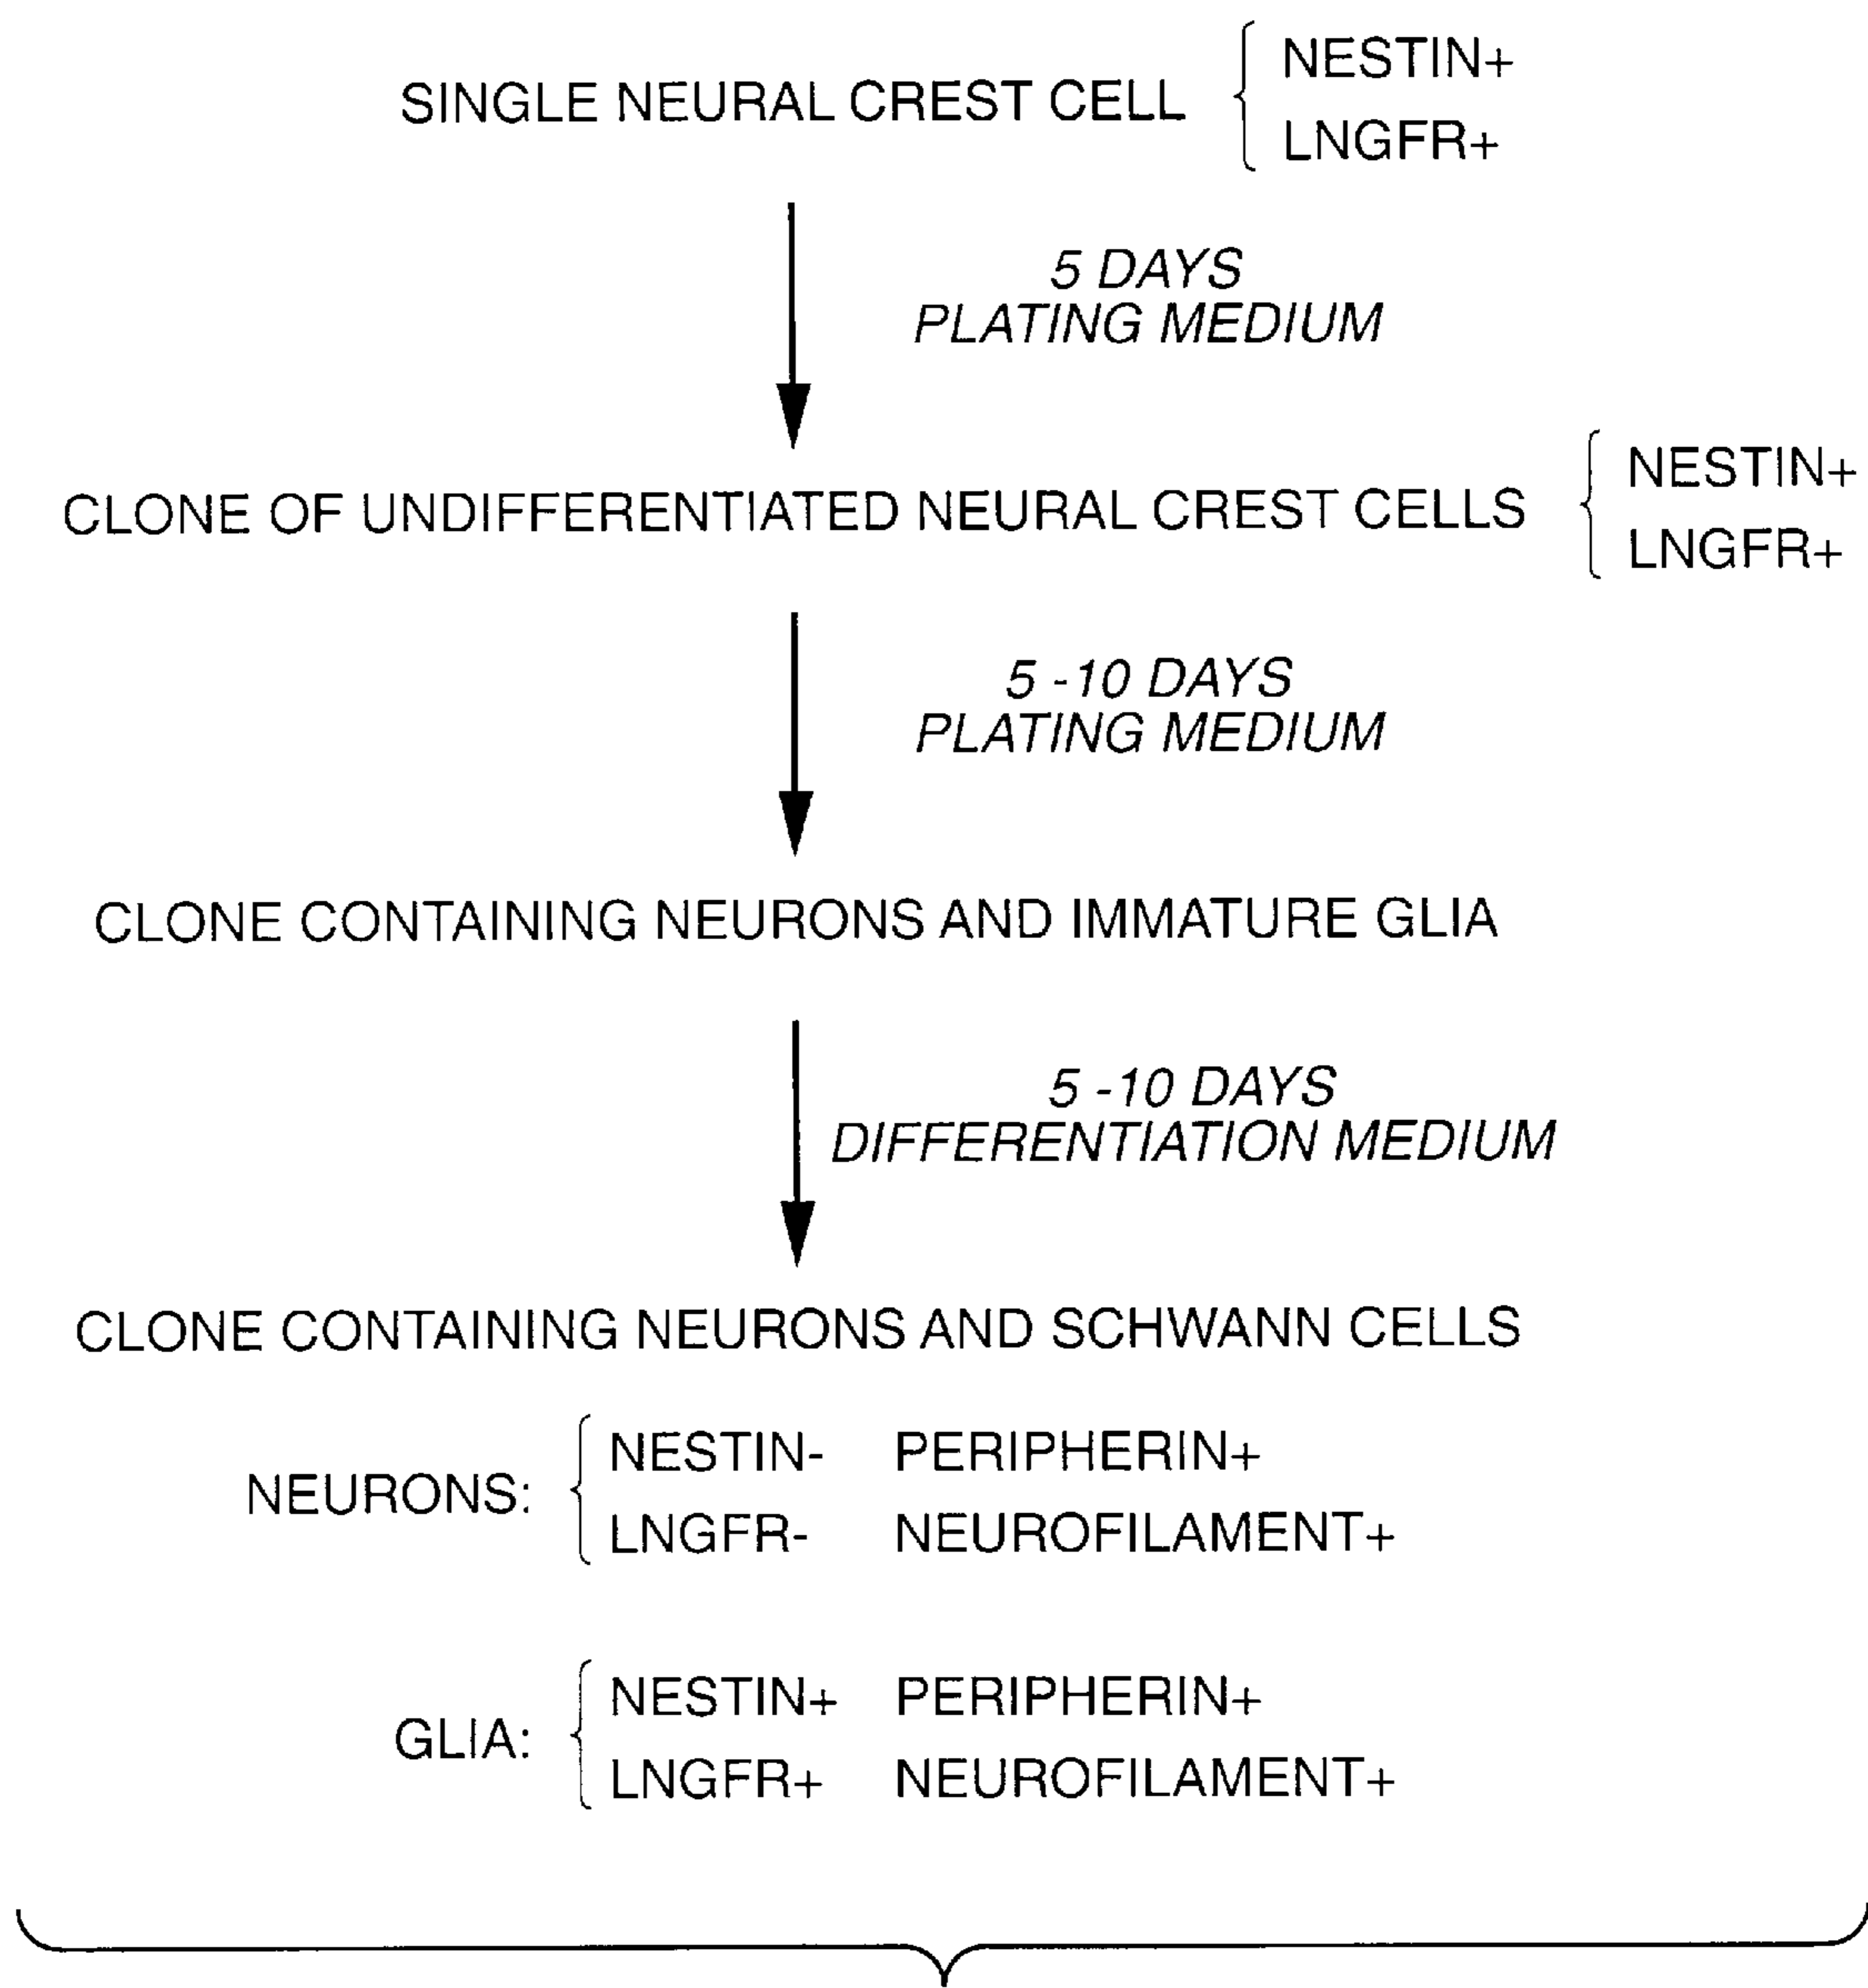 SINGLE NEURAL CREST CELL
NESTIN+
LNGFR+
5 DAYS
PLATING MEDIUM
CLONE OF UNDIFFERENTIATED NEURAL CREST CELLS
NESTIN+
LNGFR+
5 -10 DAYS
PLATING MEDIUM
CLONE CONTAINING NEURONS AND IMMATURE GLIA
5 -10 DAYS
DIFFERENTIATION MEDIUM
CLONE CONTAINING NEURONS AND SCHWANN CELLS
NEURONS:
NESTIN- PERIPHERIN+
LNGFR- NEUROFILAMENT+
GLIA:
NESTIN+ PERIPHERIN+
LNGFR+ NEUROFILAMENT+